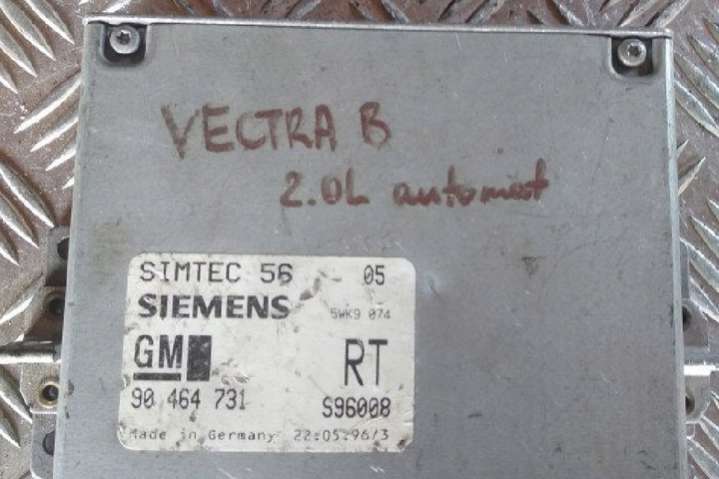 VECTRA B
2.0L automat
SIMTEC 56 05
SIEMENS 5WK9 074
GM RT
90 464 731 S96008
Made in Germany 22.05.96/3